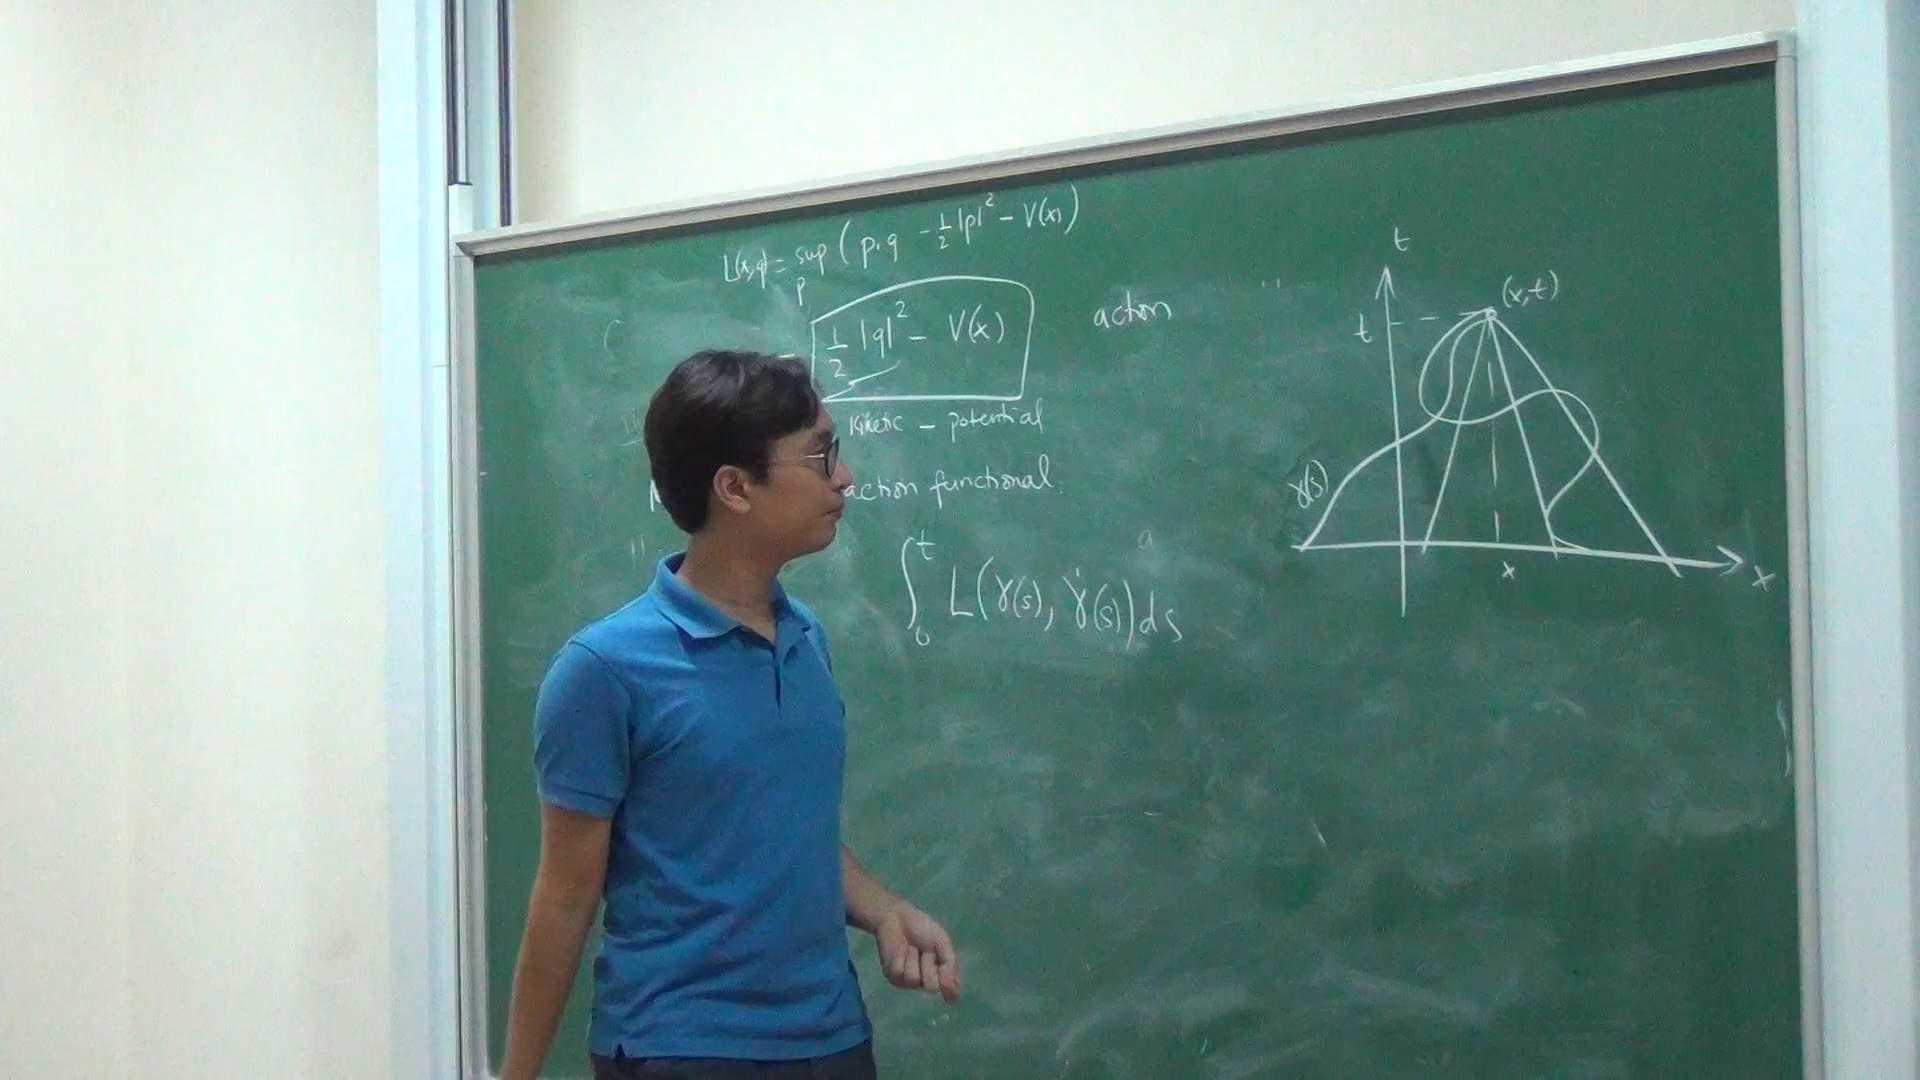 L(x,q) = sup ( p·q - 1/2 |p|² - V(x) )
p
= 1/2 |q|² - V(x)
action
kinetic - potential
action functional:
∫₀ᵗ L(γ(s), γ̇(s)) ds
t
(x,t)
t
γ(s)
x
x